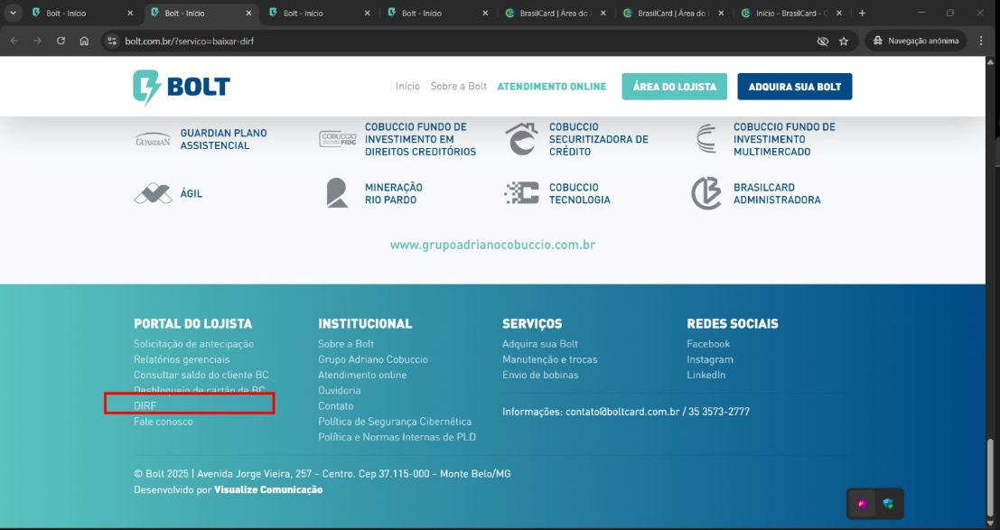 Bolt - Início
Bolt - Início
Bolt - Início
Bolt - Início
BrasilCard | Área do
BrasilCard | Área do
Início - BrasilCard - C
bolt.com.br/?servico=baixar-dirf
Navegação anónima
BOLT
Início
Sobre a Bolt
ATENDIMENTO ONLINE
ÁREA DO LOJISTA
ADQUIRA SUA BOLT
GUARDIAN
GUARDIAN PLANO
ASSISTENCIAL
COBUCCIO
FIDC
COBUCCIO FUNDO DE
INVESTIMENTO EM
DIREITOS CREDITÓRIOS
COBUCCIO
SECURITIZADORA DE
CRÉDITO
COBUCCIO FUNDO DE
INVESTIMENTO
MULTIMERCADO
ÁGIL
MINERAÇÃO
RIO PARDO
COBUCCIO
TECNOLOGIA
BRASILCARD
ADMINISTRADORA
www.grupoadrianocobuccio.com.br
PORTAL DO LOJISTA
Solicitação de antecipação
Relatórios gerenciais
Consultar saldo do cliente BC
Desbloqueio de cartão de BC
DIRF
Fale conosco
INSTITUCIONAL
Sobre a Bolt
Grupo Adriano Cobuccio
Atendimento online
Ouvidoria
Contato
Política de Segurança Cibernética
Política e Normas Internas de PLD
SERVIÇOS
Adquira sua Bolt
Manutenção e trocas
Envio de bobinas
REDES SOCIAIS
Facebook
Instagram
LinkedIn
Informações: contato@boltcard.com.br / 35 3573-2777
© Bolt 2025 | Avenida Jorge Vieira, 257 – Centro. Cep 37.115-000 – Monte Belo/MG
Desenvolvido por Visualize Comunicação